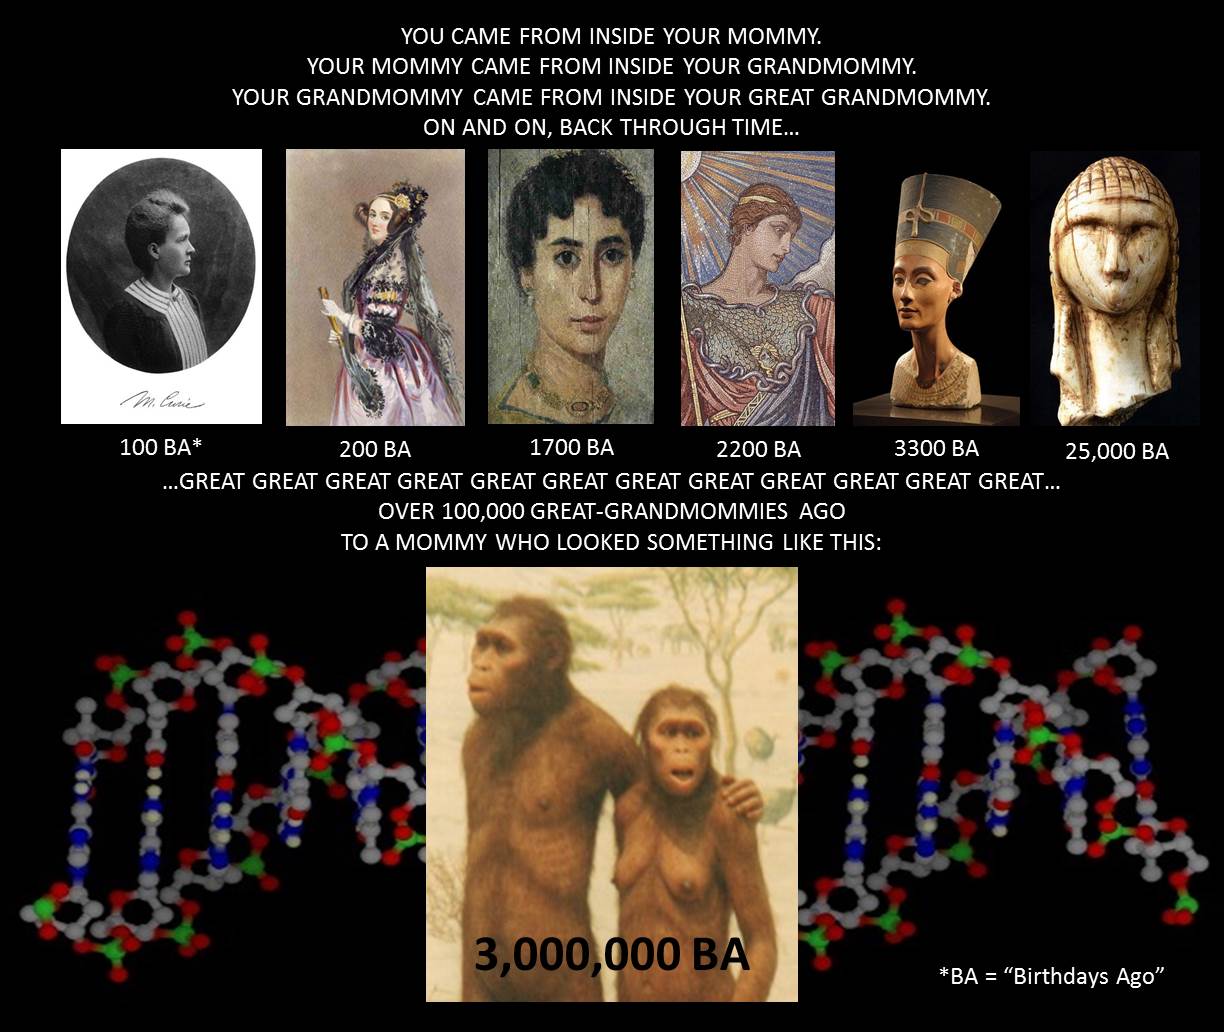 YOU CAME FROM INSIDE YOUR MOMMY.
YOUR MOMMY CAME FROM INSIDE YOUR GRANDMOMMY.
YOUR GRANDMOMMY CAME FROM INSIDE YOUR GREAT GRANDMOMMY.
ON AND ON, BACK THROUGH TIME…
M. Curie
100 BA*
200 BA
1700 BA
2200 BA
3300 BA
25,000 BA
…GREAT GREAT GREAT GREAT GREAT GREAT GREAT GREAT GREAT GREAT GREAT GREAT…
OVER 100,000 GREAT-GRANDMOMMIES AGO
TO A MOMMY WHO LOOKED SOMETHING LIKE THIS:
3,000,000 BA
*BA = “Birthdays Ago”